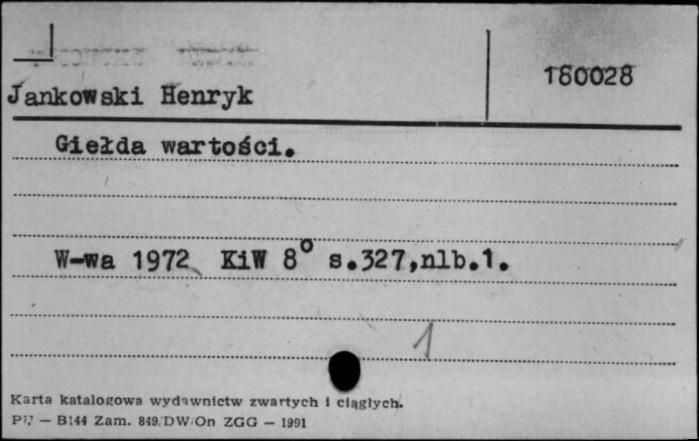 180028
Jankowski Henryk
Giełda wartości.
W-wa 1972 KiW 8° s.327,nlb.1.
1
Karta katalogowa wydawnictw zwartych i ciągłych.
PU — B144 Zam. 849/DW/On ZGG — 1991